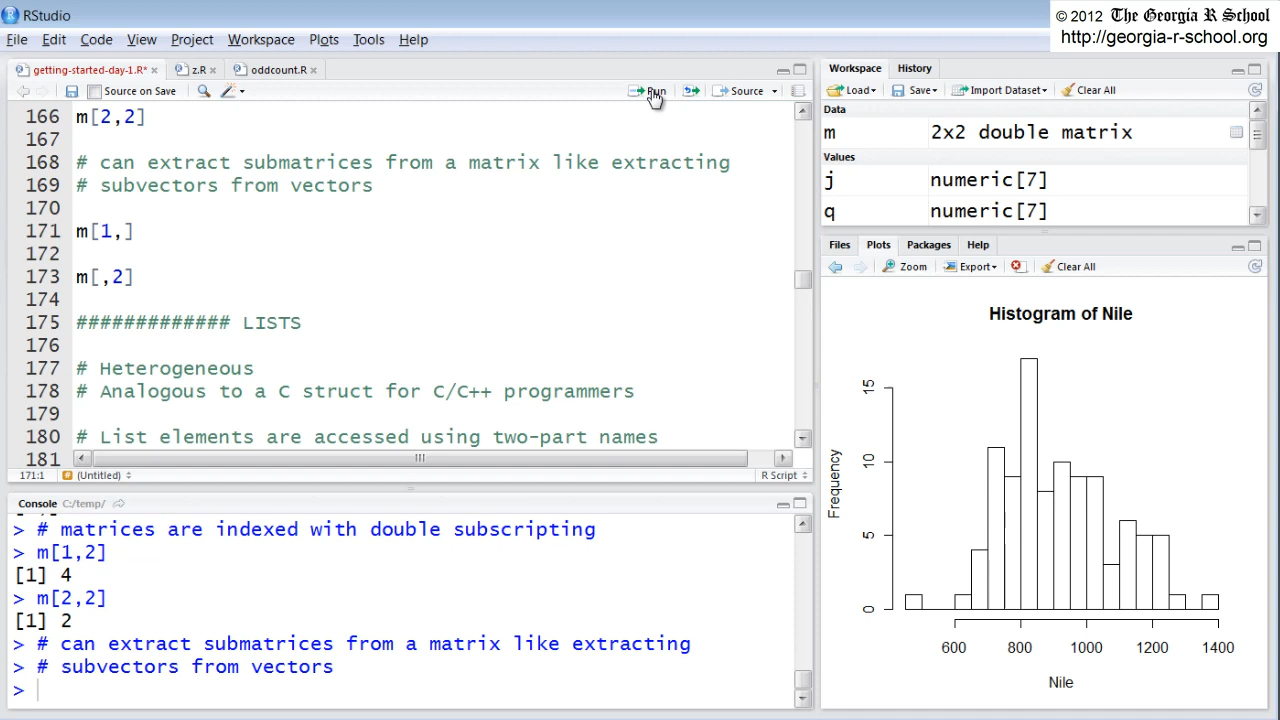 RStudio
© 2012 The Georgia R School
http://georgia-r-school.org
File Edit Code View Project Workspace Plots Tools Help
getting-started-day-1.R* z.R oddcount.R
Source on Save Run Source
166 m[2,2]
167
168 # can extract submatrices from a matrix like extracting
169 # subvectors from vectors
170
171 m[1,]
172
173 m[,2]
174
175 ############# LISTS
176
177 # Heterogeneous
178 # Analogous to a C struct for C/C++ programmers
179
180 # List elements are accessed using two-part names
181
171:1 (Untitled) R Script
Console C:/temp/
> # matrices are indexed with double subscripting
> m[1,2]
[1] 4
> m[2,2]
[1] 2
> # can extract submatrices from a matrix like extracting
> # subvectors from vectors
>
Workspace History
Load Save Import Dataset Clear All
Data
m 2x2 double matrix
Values
j numeric[7]
q numeric[7]
Files Plots Packages Help
Zoom Export Clear All
Histogram of Nile
Frequency
15
10
5
0
600 800 1000 1200 1400
Nile